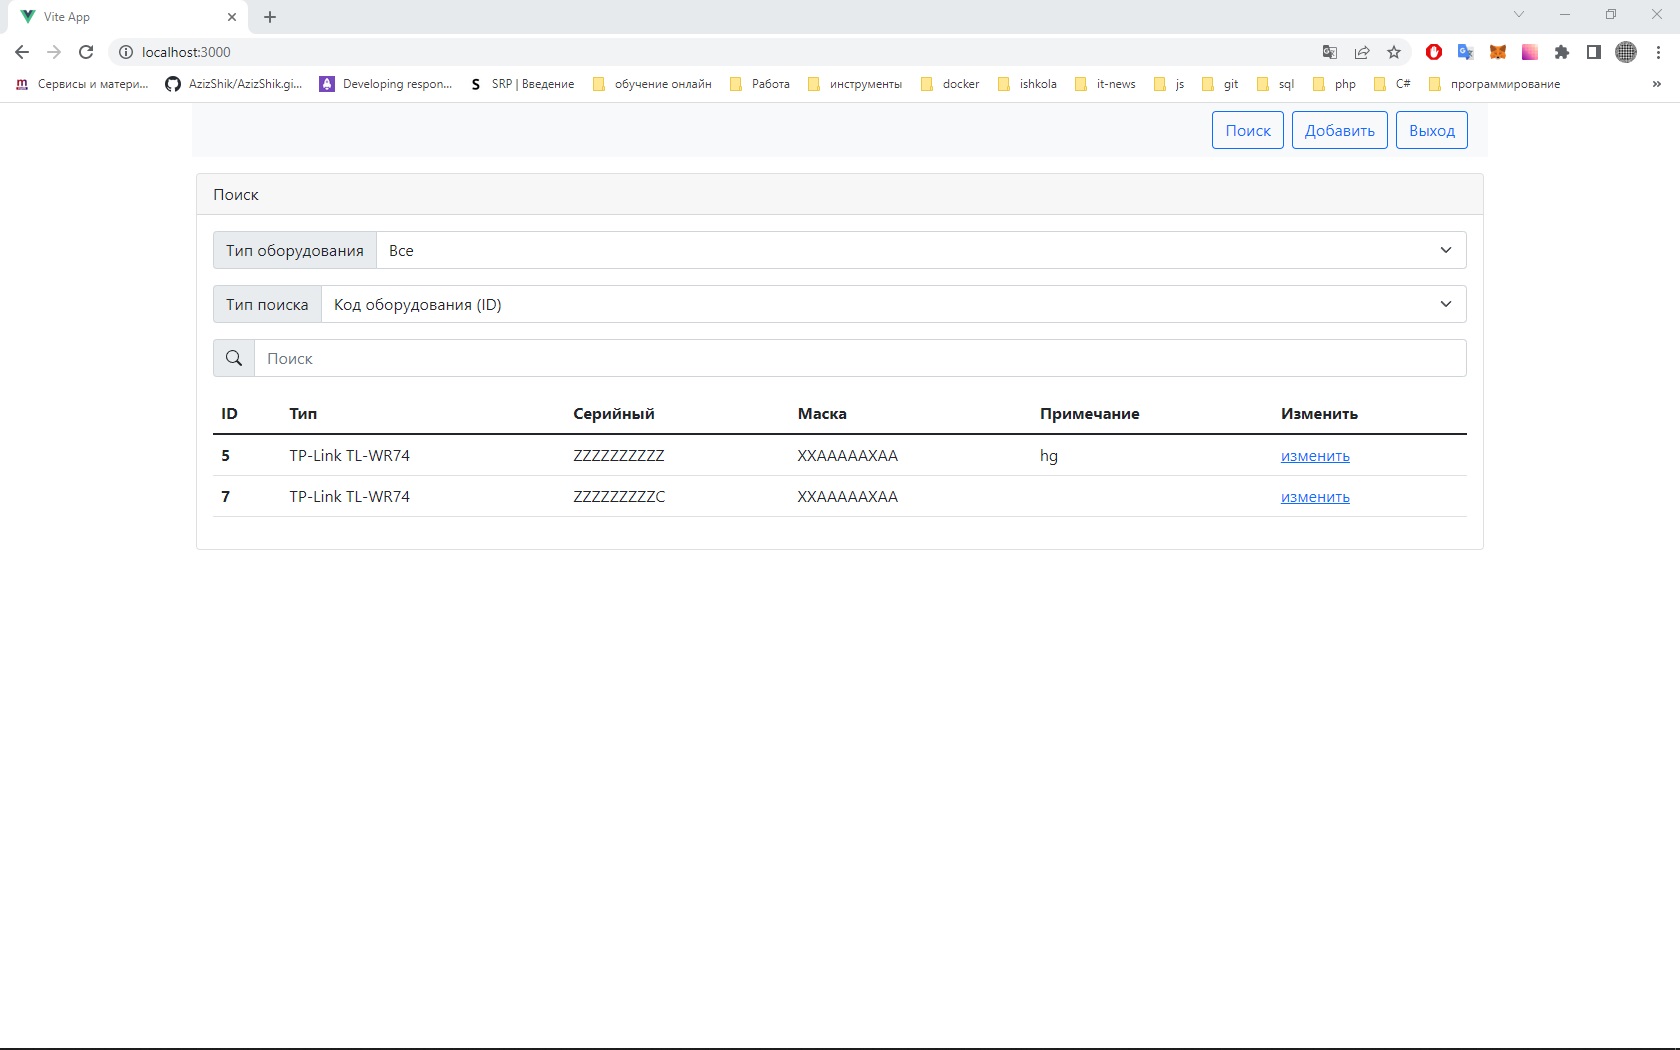 Vite App
localhost:3000
Сервисы и матери... AzizShik/AzizShik.gi... Developing respon... SRP | Введение обучение онлайн Работа инструменты docker ishkola it-news js git sql php C# программирование »
Поиск Добавить Выход
Поиск
Тип оборудования Все
Тип поиска Код оборудования (ID)
Поиск
ID Тип Серийный Маска Примечание Изменить
5 TP-Link TL-WR74 ZZZZZZZZZZ XXAAAAAXAA hg изменить
7 TP-Link TL-WR74 ZZZZZZZZZC XXAAAAAXAA изменить